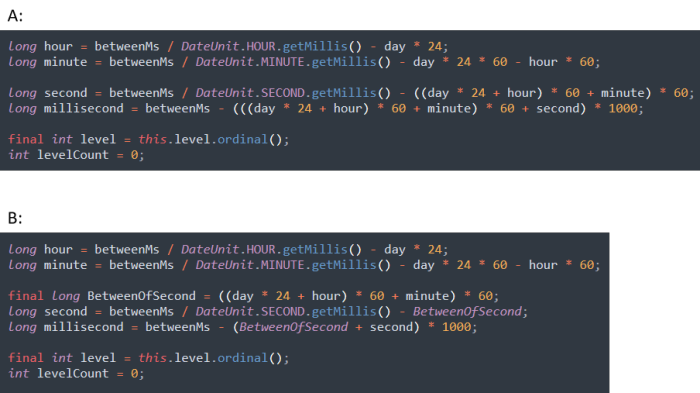 A:
long hour = betweenMs / DateUnit.HOUR.getMillis() - day * 24;
long minute = betweenMs / DateUnit.MINUTE.getMillis() - day * 24 * 60 - hour * 60;
long second = betweenMs / DateUnit.SECOND.getMillis() - ((day * 24 + hour) * 60 + minute) * 60;
long millisecond = betweenMs - (((day * 24 + hour) * 60 + minute) * 60 + second) * 1000;
final int level = this.level.ordinal();
int levelCount = 0;
B:
long hour = betweenMs / DateUnit.HOUR.getMillis() - day * 24;
long minute = betweenMs / DateUnit.MINUTE.getMillis() - day * 24 * 60 - hour * 60;
final long BetweenOfSecond = ((day * 24 + hour) * 60 + minute) * 60;
long second = betweenMs / DateUnit.SECOND.getMillis() - BetweenOfSecond;
long millisecond = betweenMs - (BetweenOfSecond + second) * 1000;
final int level = this.level.ordinal();
int levelCount = 0;